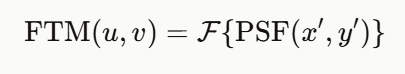 FTM(u, v) = ℱ{PSF(x′, y′)}